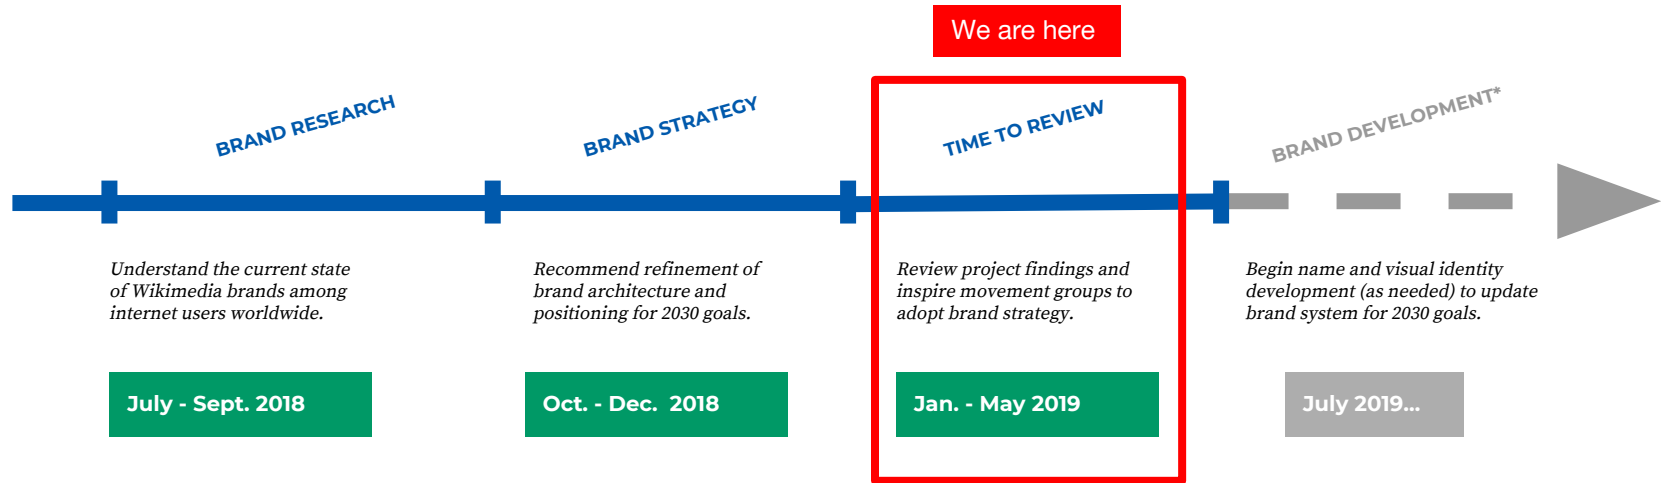 We are here
BRAND RESEARCH
BRAND STRATEGY
TIME TO REVIEW
BRAND DEVELOPMENT*
Understand the current state
of Wikimedia brands among
internet users worldwide.
Recommend refinement of
brand architecture and
positioning for 2030 goals.
Review project findings and
inspire movement groups to
adopt brand strategy.
Begin name and visual identity
development (as needed) to update
brand system for 2030 goals.
July - Sept. 2018
Oct. - Dec. 2018
Jan. - May 2019
July 2019...